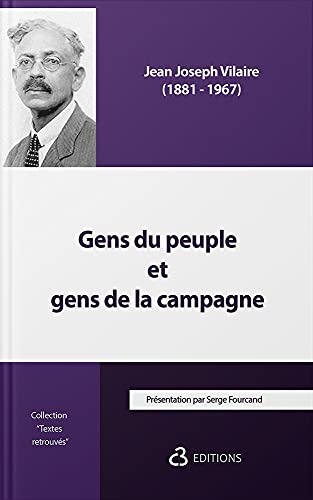 Jean Joseph Vilaire
(1881 - 1967)
Gens du peuple
et
gens de la campagne
Présentation par Serge Fourcand
Collection
"Textes
retrouvés"
C3 EDITIONS